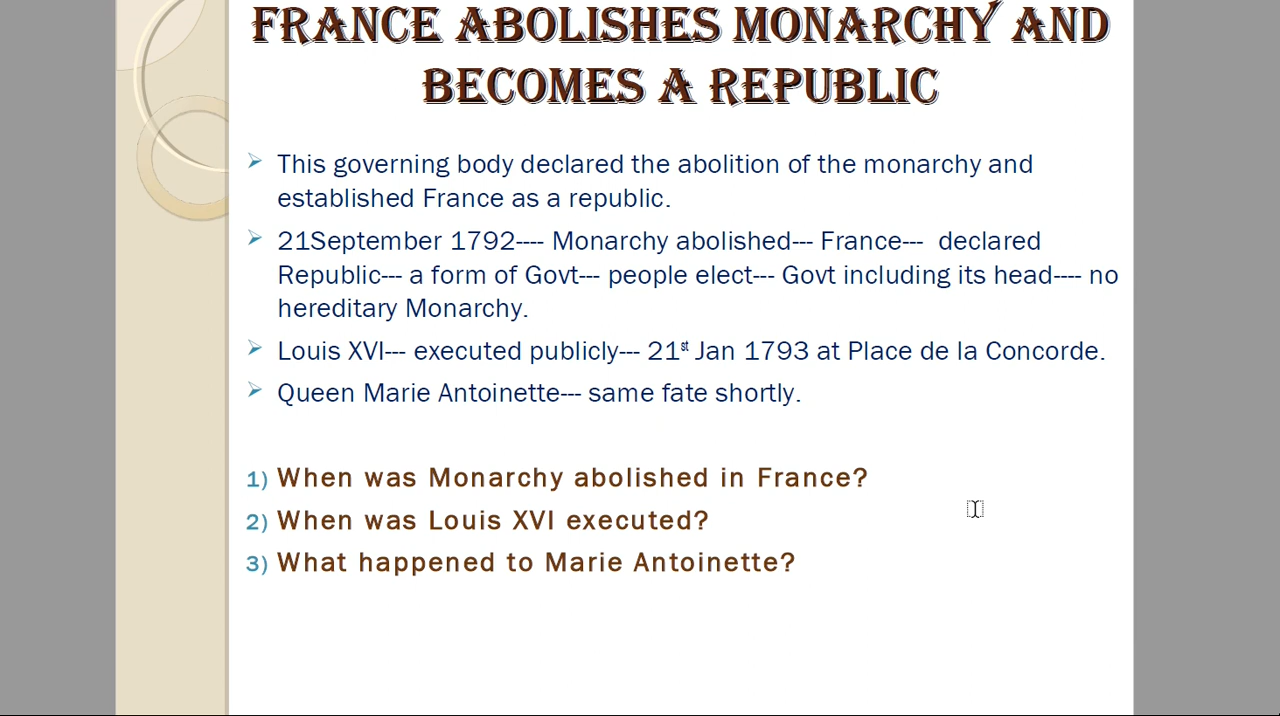 FRANCE ABOLISHES MONARCHY AND
BECOMES A REPUBLIC
This governing body declared the abolition of the monarchy and
established France as a republic.
21September 1792---- Monarchy abolished--- France--- declared
Republic--- a form of Govt--- people elect--- Govt including its head---- no
hereditary Monarchy.
Louis XVI--- executed publicly--- 21st Jan 1793 at Place de la Concorde.
Queen Marie Antoinette--- same fate shortly.
1) When was Monarchy abolished in France?
2) When was Louis XVI executed?
3) What happened to Marie Antoinette?